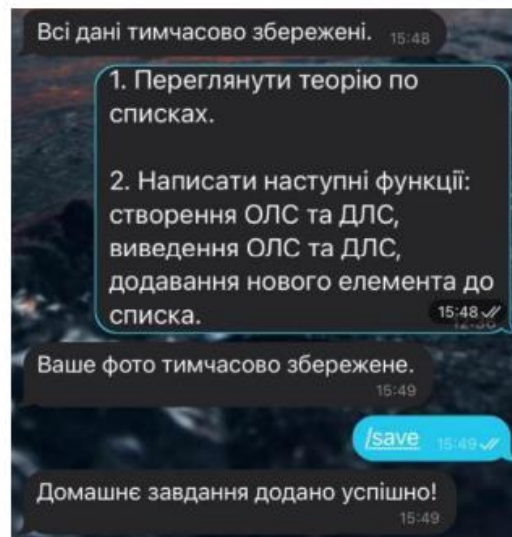 Всі дані тимчасово збережені. 15:48
1. Переглянути теорію по
списках.
2. Написати наступні функції:
створення ОЛС та ДЛС,
виведення ОЛС та ДЛС,
додавання нового елемента до
списка. 15:48
Ваше фото тимчасово збережене.
15:49
/save 15:49
Домашнє завдання додано успішно!
15:49